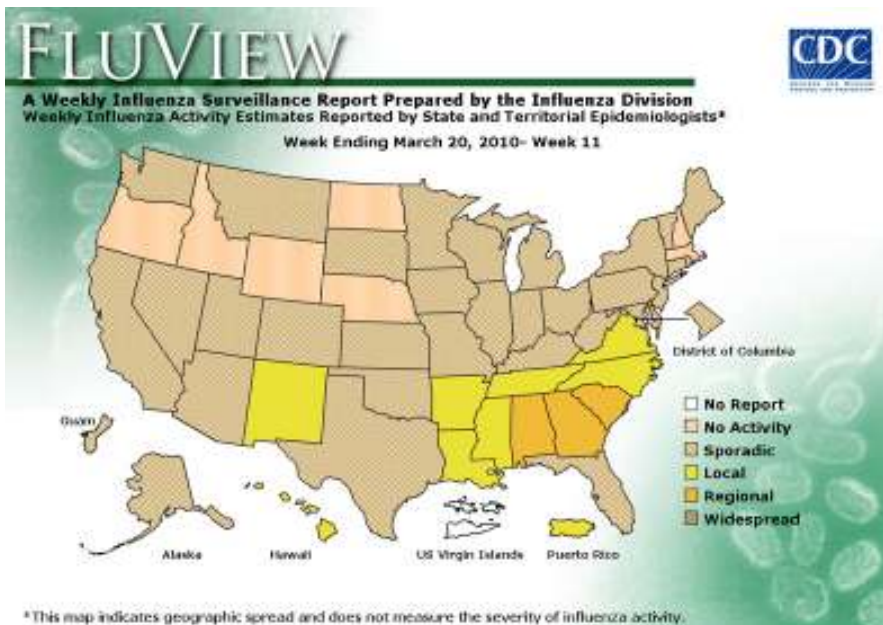 FLUVIEW
CDC
A Weekly Influenza Surveillance Report Prepared by the Influenza Division
Weekly Influenza Activity Estimates Reported by State and Territorial Epidemiologists*
Week Ending March 20, 2010- Week 11
District of Columbia
No Report
Guam
No Activity
Sporadic
Local
Regional
Widespread
Alaska
Hawaii
US Virgin Islands
Puerto Rico
*This map indicates geographic spread and does not measure the severity of influenza activity.